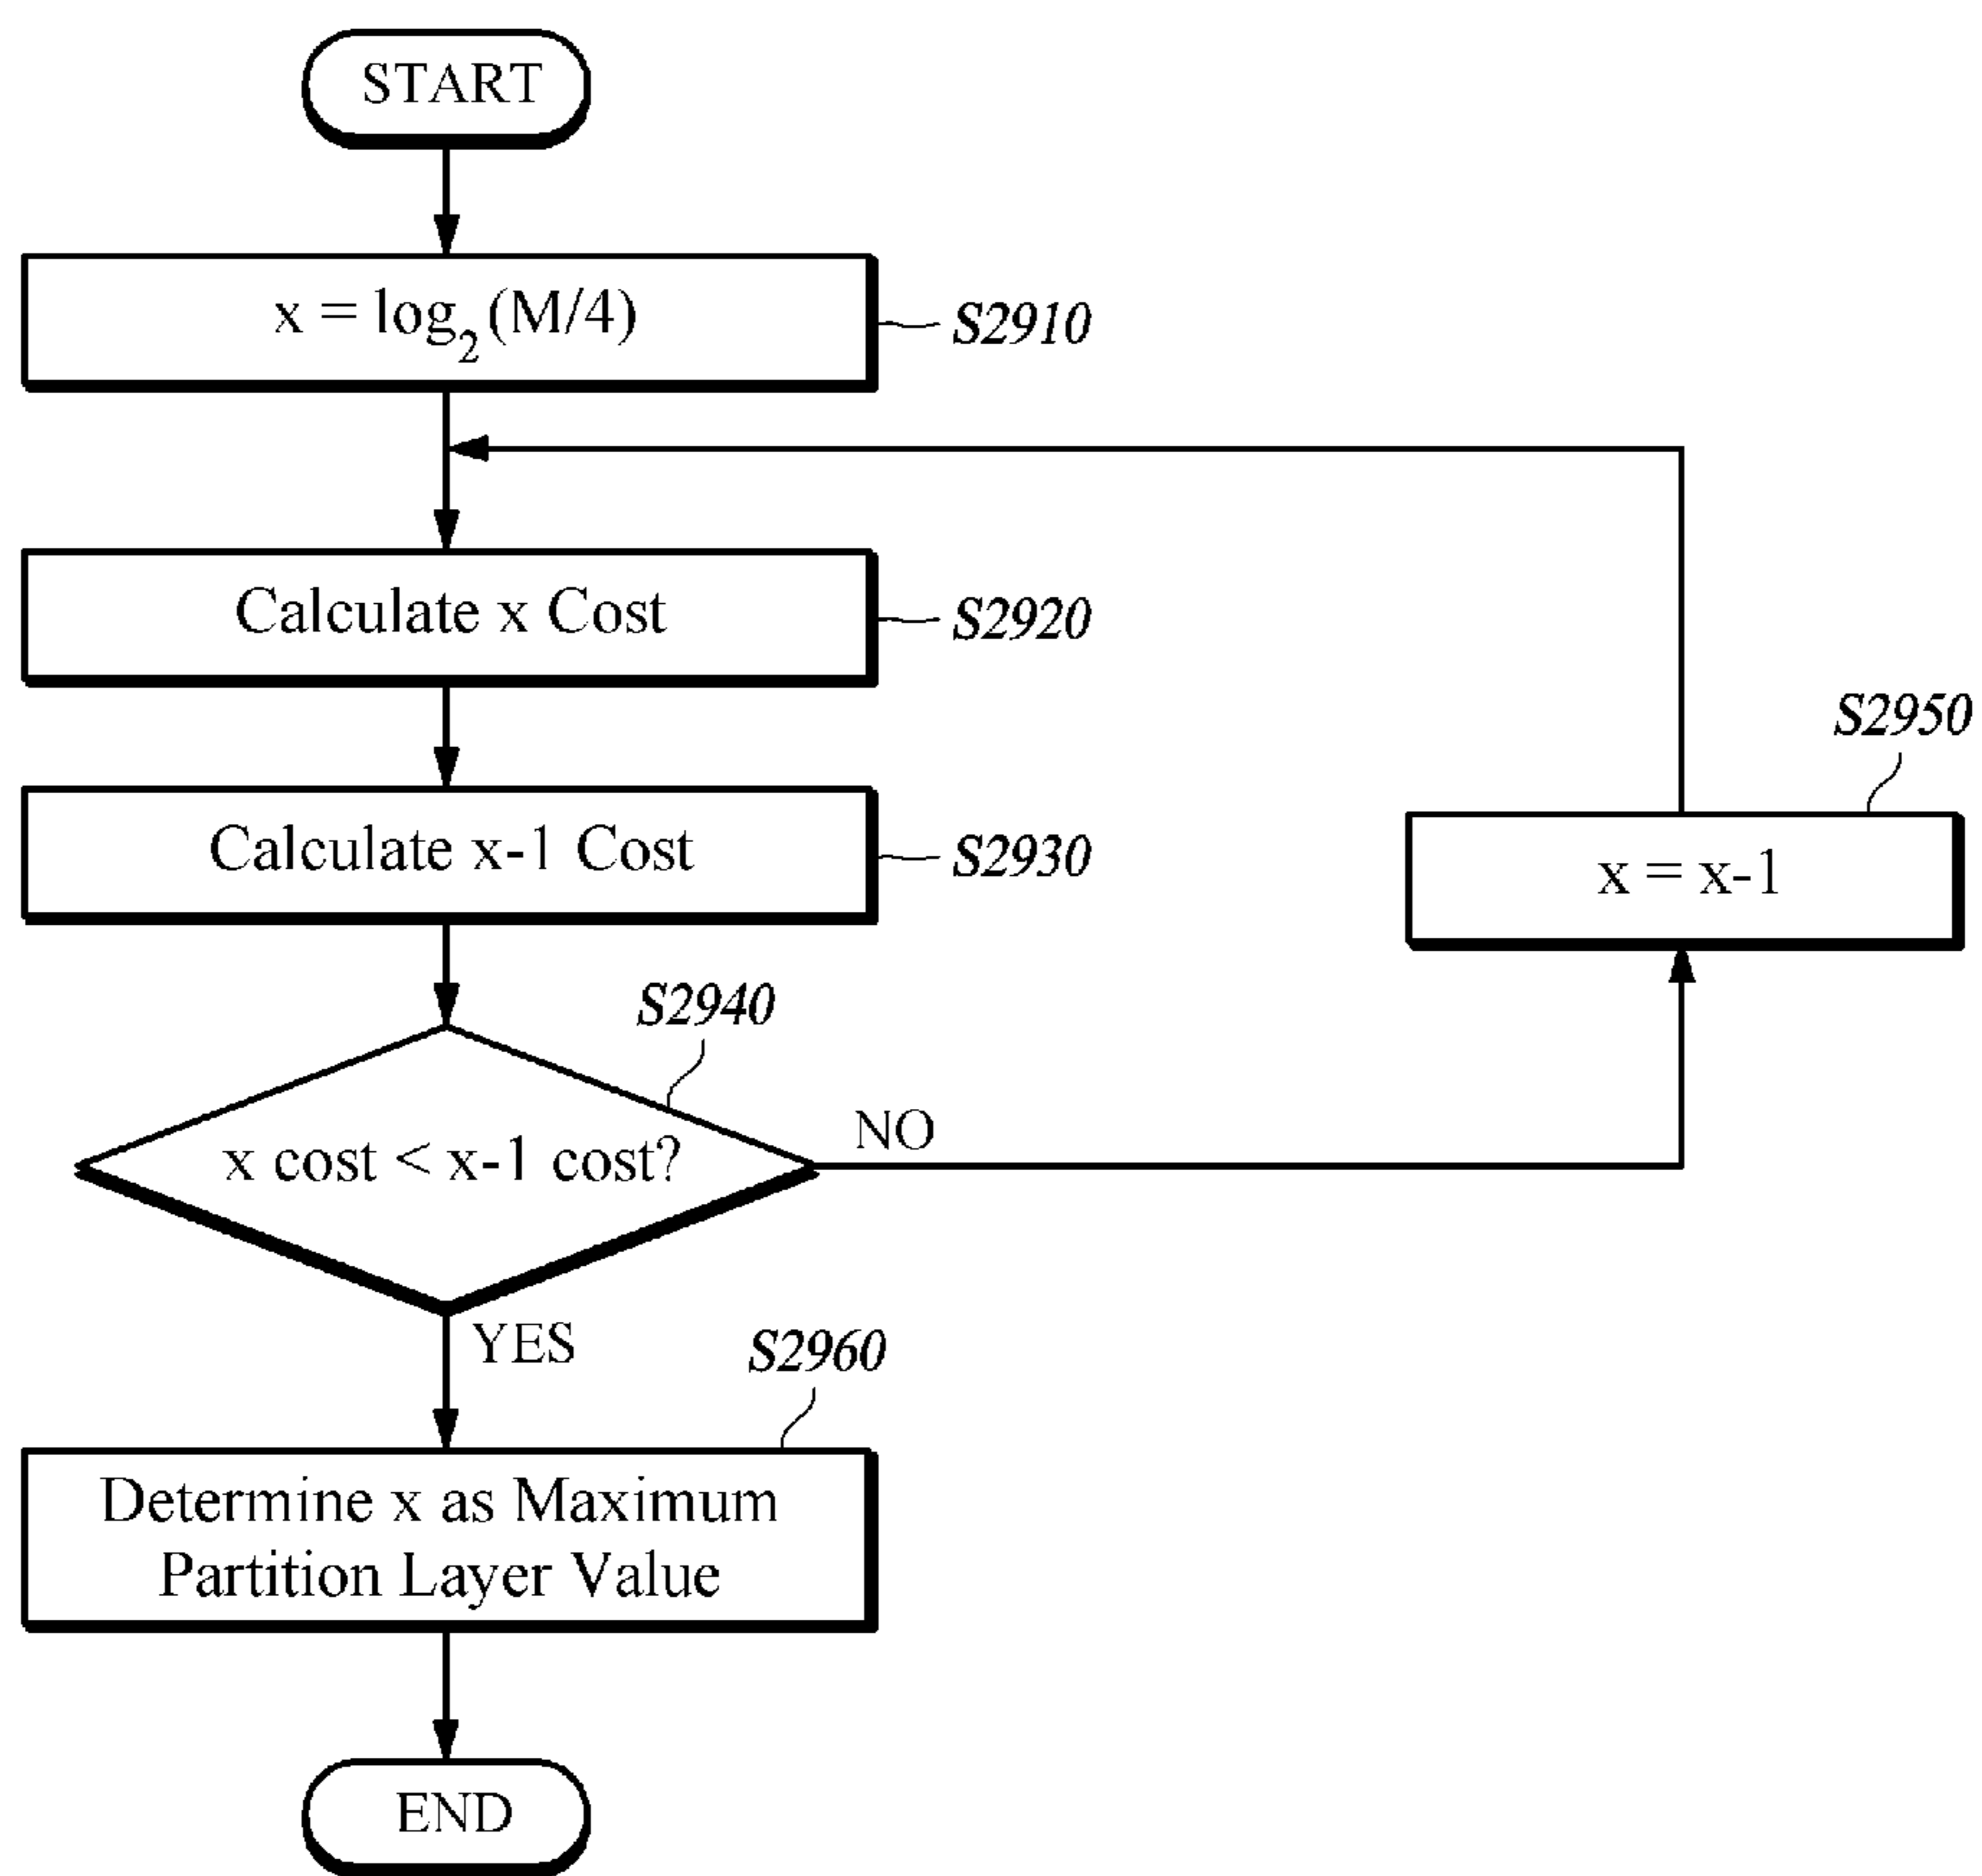 START
x = log₂ (M/4)
S2910
Calculate x Cost
S2920
Calculate x-1 Cost
S2930
S2950
x = x-1
S2940
x cost < x-1 cost?
NO
YES
S2960
Determine x as Maximum
Partition Layer Value
END